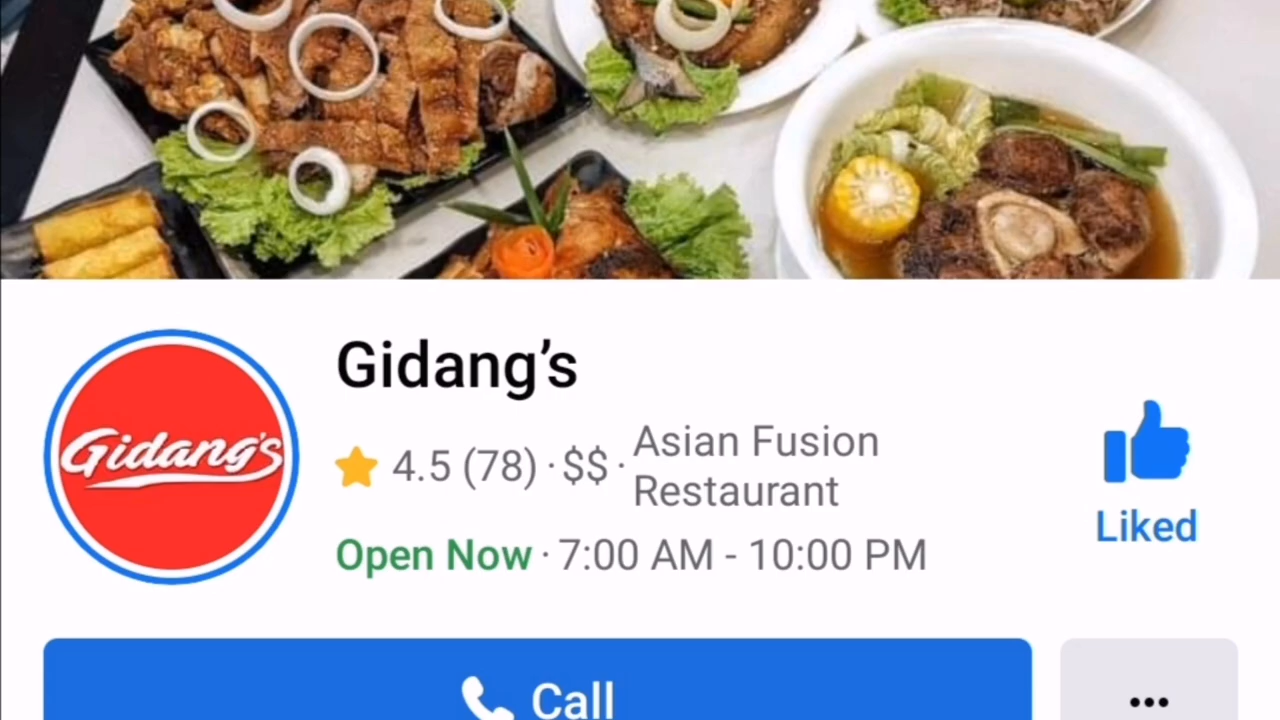 Gidang's
Gidang’s
4.5 (78) · $$ · Asian Fusion
Restaurant
Open Now · 7:00 AM - 10:00 PM
Liked
Call